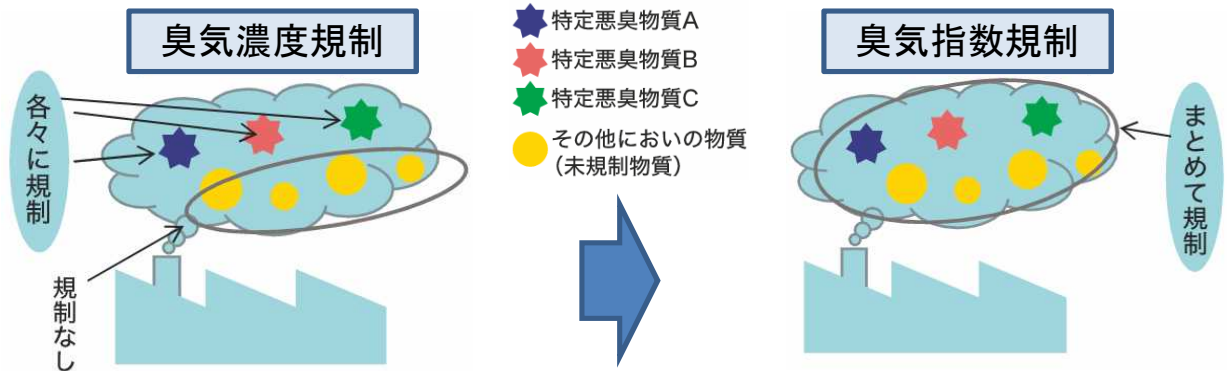 臭気濃度規制
各々に規制
規制なし
特定悪臭物質A
特定悪臭物質B
特定悪臭物質C
その他においの物質
（未規制物質）
臭気指数規制
まとめて規制